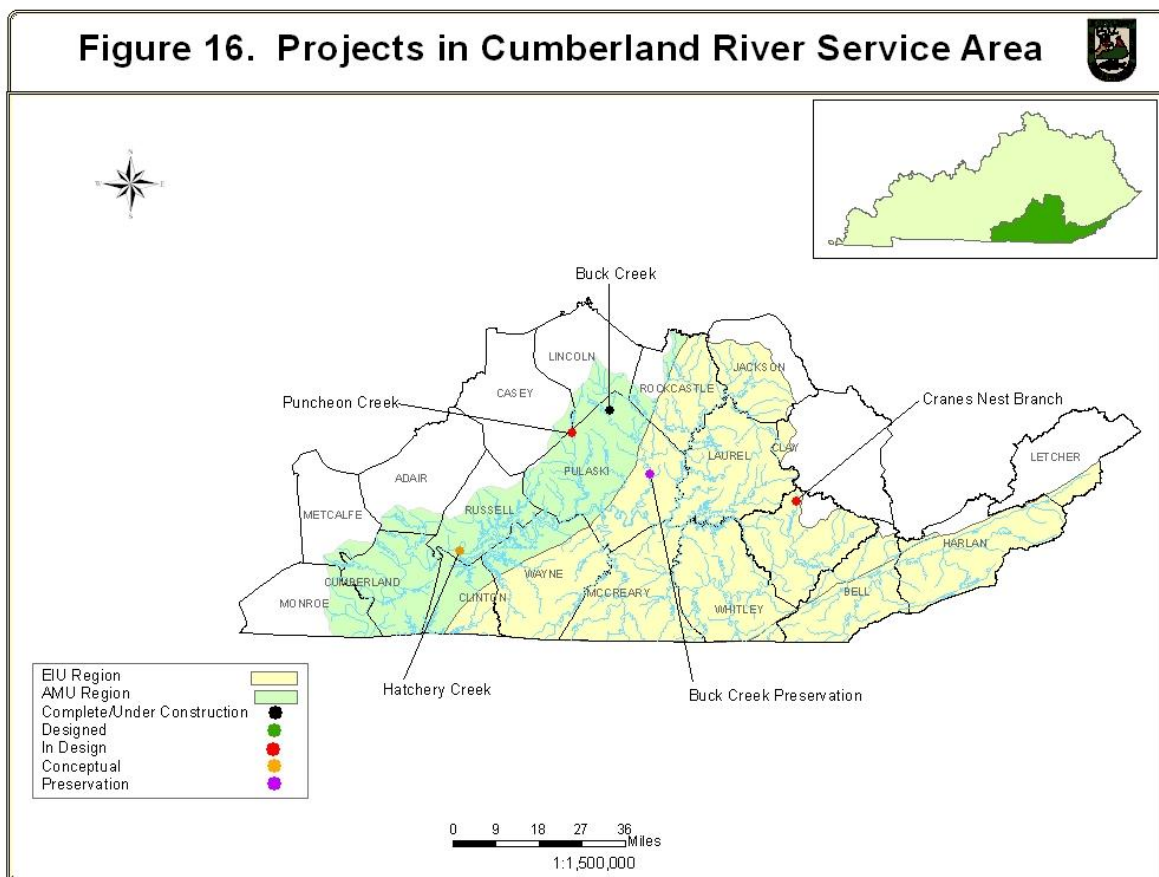 Figure 16. Projects in Cumberland River Service Area
N
W E
S
Buck Creek
LINCOLN
JACKSON
ROCKCASTLE
CASEY
Puncheon Creek
Cranes Nest Branch
LAUREL
CLAY
LETCHER
PULASKI
ADAIR
RUSSELL
METCALFE
HARLAN
WAYNE
CUMBERLAND
MCCREARY
BELL
CLINTON
MONROE
WHITLEY
Hatchery Creek
Buck Creek Preservation
EIU Region
AMU Region
Complete/Under Construction
Designed
In Design
Conceptual
Preservation
0 9 18 27 36
Miles
1:1,500,000